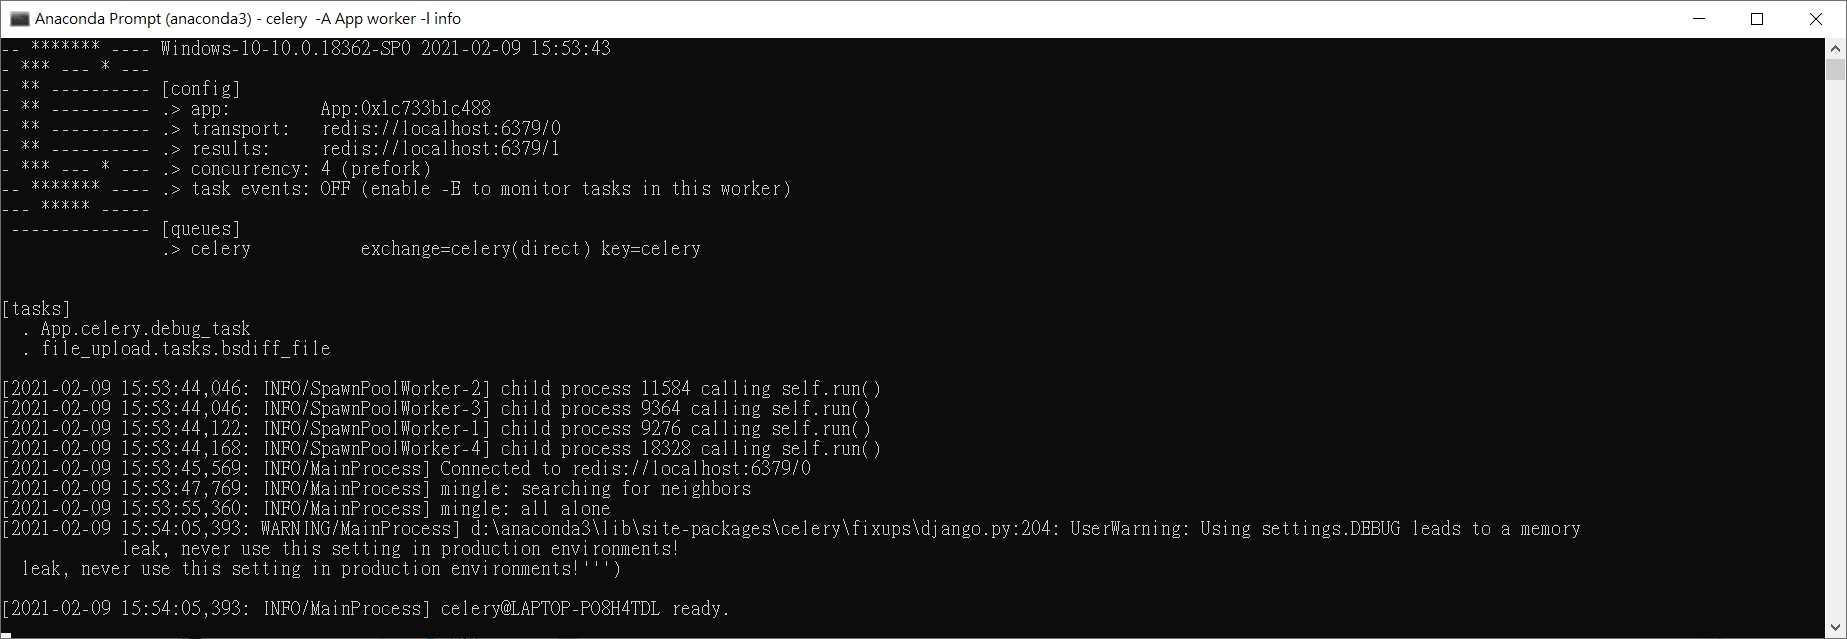 Anaconda Prompt (anaconda3) - celery  -A App worker -l info
-- ******* ---- Windows-10-10.0.18362-SP0 2021-02-09 15:53:43
- *** --- * ---
- ** ---------- [config]
- ** ---------- .> app:         App:0x1c733b1c488
- ** ---------- .> transport:   redis://localhost:6379/0
- ** ---------- .> results:     redis://localhost:6379/1
- *** --- * --- .> concurrency: 4 (prefork)
-- ******* ---- .> task events: OFF (enable -E to monitor tasks in this worker)
--- ***** -----
 -------------- [queues]
                .> celery           exchange=celery(direct) key=celery
[tasks]
  . App.celery.debug_task
  . file_upload.tasks.bsdiff_file
[2021-02-09 15:53:44,046: INFO/SpawnPoolWorker-2] child process 11584 calling self.run()
[2021-02-09 15:53:44,046: INFO/SpawnPoolWorker-3] child process 9364 calling self.run()
[2021-02-09 15:53:44,122: INFO/SpawnPoolWorker-1] child process 9276 calling self.run()
[2021-02-09 15:53:44,168: INFO/SpawnPoolWorker-4] child process 18328 calling self.run()
[2021-02-09 15:53:45,569: INFO/MainProcess] Connected to redis://localhost:6379/0
[2021-02-09 15:53:47,769: INFO/MainProcess] mingle: searching for neighbors
[2021-02-09 15:53:55,360: INFO/MainProcess] mingle: all alone
[2021-02-09 15:54:05,393: WARNING/MainProcess] d:\anaconda3\lib\site-packages\celery\fixups\django.py:204: UserWarning: Using settings.DEBUG leads to a memory
            leak, never use this setting in production environments!
  leak, never use this setting in production environments!''')
[2021-02-09 15:54:05,393: INFO/MainProcess] celery@LAPTOP-PO8H4TDL ready.